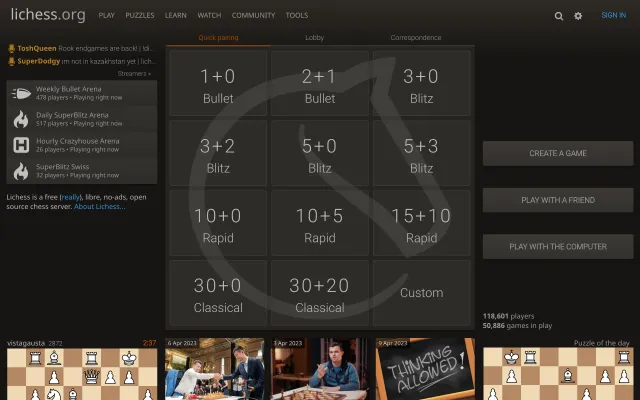 lichess.org PLAY PUZZLES LEARN WATCH COMMUNITY TOOLS SIGN IN
ToshQueen Rook endgames are back! | !di...
SuperDodgy im not in kazakhstan yet | lich...
Streamers »
Weekly Bullet Arena
478 players • Playing right now
Daily SuperBlitz Arena
517 players • Playing right now
Hourly Crazyhouse Arena
26 players • Playing right now
SuperBlitz Swiss
32 players • Playing right now
Lichess is a free (really), libre, no-ads, open
source chess server. About Lichess...
Quick pairing Lobby Correspondence
1+0
Bullet
2+1
Bullet
3+0
Blitz
3+2
Blitz
5+0
Blitz
5+3
Blitz
10+0
Rapid
10+5
Rapid
15+10
Rapid
30+0
Classical
30+20
Classical
Custom
CREATE A GAME
PLAY WITH A FRIEND
PLAY WITH THE COMPUTER
118,601 players
50,886 games in play
vistagausta 2872 2:37
6 Apr 2023
9 Apr 2023
THINKING
ALLOWED!
Puzzle of the day